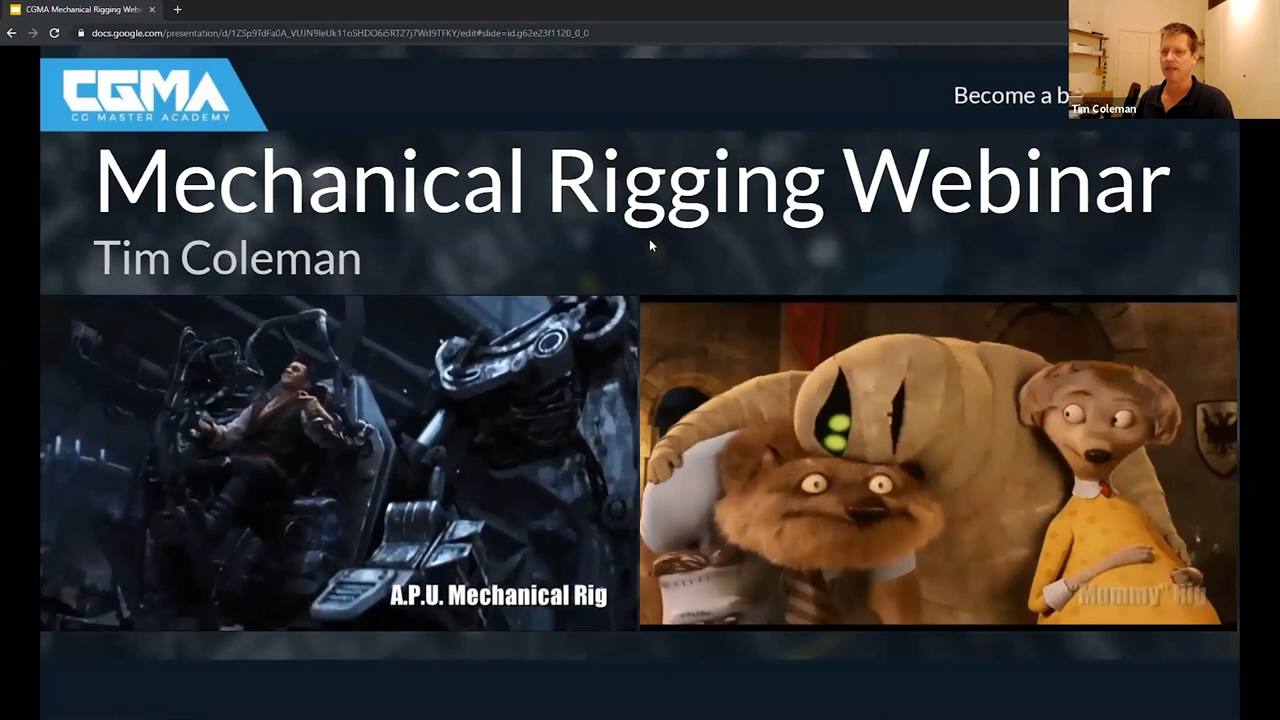 CGMA Mechanical Rigging Webi
docs.google.com/presentation/d/1ZSp9TdFa0A_VUJN9leUk11oSHDO6i5RT27j7Wd9TFKY/edit#slide=id.g62e23f1120_0_0
CGMA
CG MASTER ACADEMY
Become a b
Tim Coleman
Mechanical Rigging Webinar
Tim Coleman
A.P.U. Mechanical Rig
"Mummy" Rig